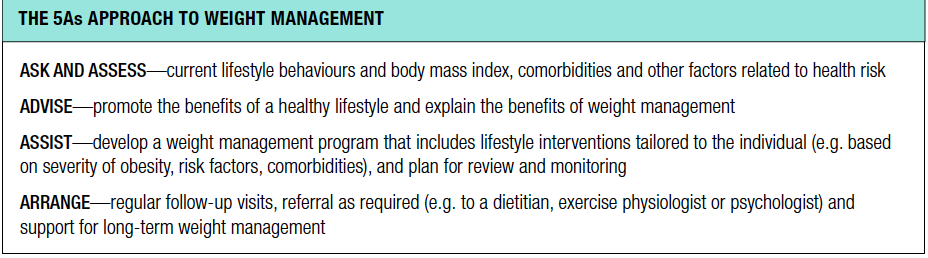 THE 5As APPROACH TO WEIGHT MANAGEMENT
ASK AND ASSESS—current lifestyle behaviours and body mass index, comorbidities and other factors related to health risk
ADVISE—promote the benefits of a healthy lifestyle and explain the benefits of weight management
ASSIST—develop a weight management program that includes lifestyle interventions tailored to the individual (e.g. based
on severity of obesity, risk factors, comorbidities), and plan for review and monitoring
ARRANGE—regular follow-up visits, referral as required (e.g. to a dietitian, exercise physiologist or psychologist) and
support for long-term weight management